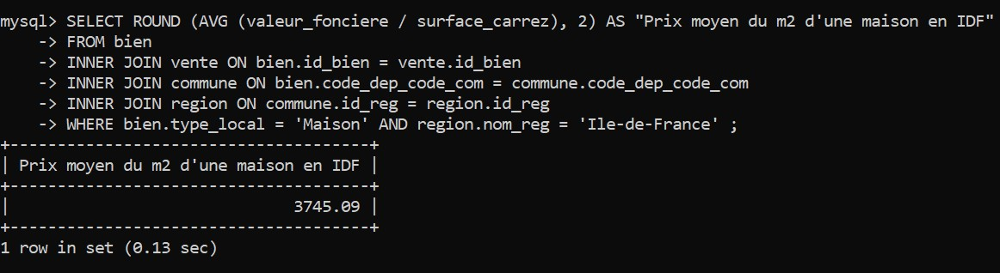 mysql> SELECT ROUND (AVG (valeur_fonciere / surface_carrez), 2) AS "Prix moyen du m2 d'une maison en IDF"
    -> FROM bien
    -> INNER JOIN vente ON bien.id_bien = vente.id_bien
    -> INNER JOIN commune ON bien.code_dep_code_com = commune.code_dep_code_com
    -> INNER JOIN region ON commune.id_reg = region.id_reg
    -> WHERE bien.type_local = 'Maison' AND region.nom_reg = 'Ile-de-France' ;
+--------------------------------------+
| Prix moyen du m2 d'une maison en IDF |
+--------------------------------------+
|                              3745.09 |
+--------------------------------------+
1 row in set (0.13 sec)